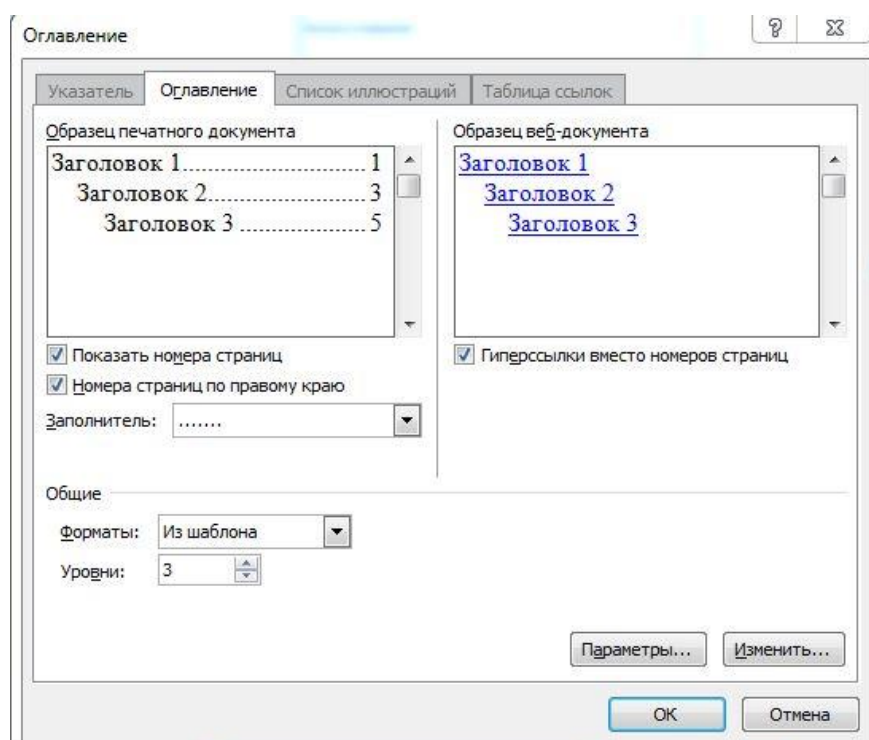 Оглавление
Указатель Оглавление Список иллюстраций Таблица ссылок
Образец печатного документа
Заголовок 1.......................... 1
Заголовок 2...................... 3
Заголовок 3 .................. 5
Показать номера страниц
Номера страниц по правому краю
Заполнитель: .......
Образец веб-документа
Заголовок 1
Заголовок 2
Заголовок 3
Гиперссылки вместо номеров страниц
Общие
Форматы: Из шаблона
Уровни: 3
Параметры... Изменить...
ОК Отмена